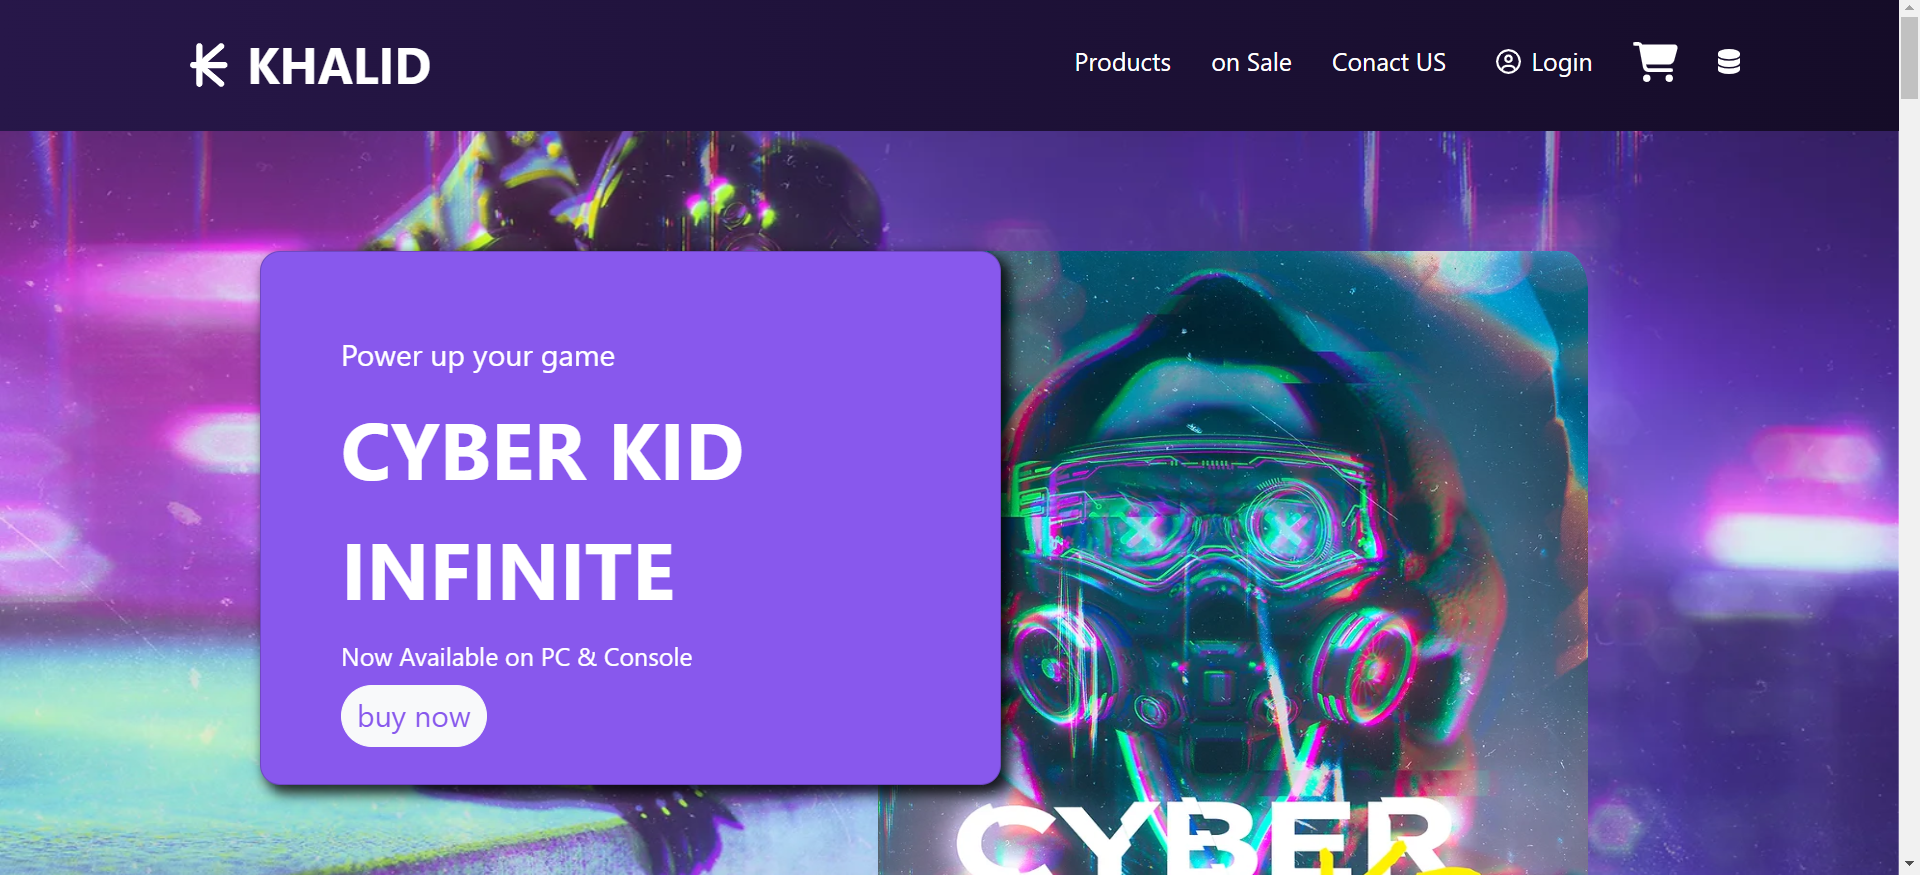 KHALID
Products
on Sale
Conact US
Login
Power up your game
CYBER KID
INFINITE
Now Available on PC & Console
buy now
CYBER